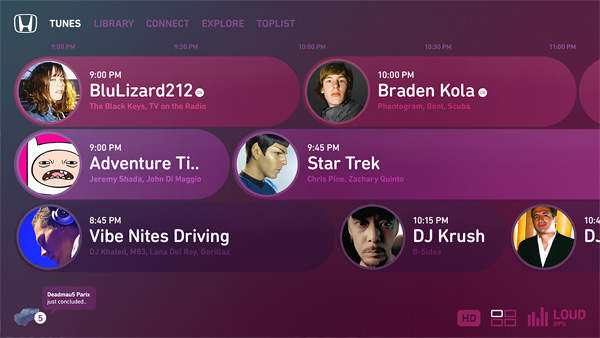 TUNES LIBRARY CONNECT EXPLORE TOPLIST
9:00 PM 9:30 PM 10:00 PM 10:30 PM 11:00 PM
9:00 PM
BluLizard212
The Black Keys, TV on the Radio
10:00 PM
Braden Kola
Phantogram, Bent, Scuba
9:00 PM
Adventure Ti..
Jeremy Shada, John Di Maggio
9:45 PM
Star Trek
Chris Pine, Zachary Quinto
8:45 PM
Vibe Nites Driving
DJ Khaled, M83, Lana Del Ray, Gorillaz
10:15 PM
DJ Krush
B-Sides
10:4
DJ
Deadmau5 Parix
just concluded..
5
HD
LOUD
89%